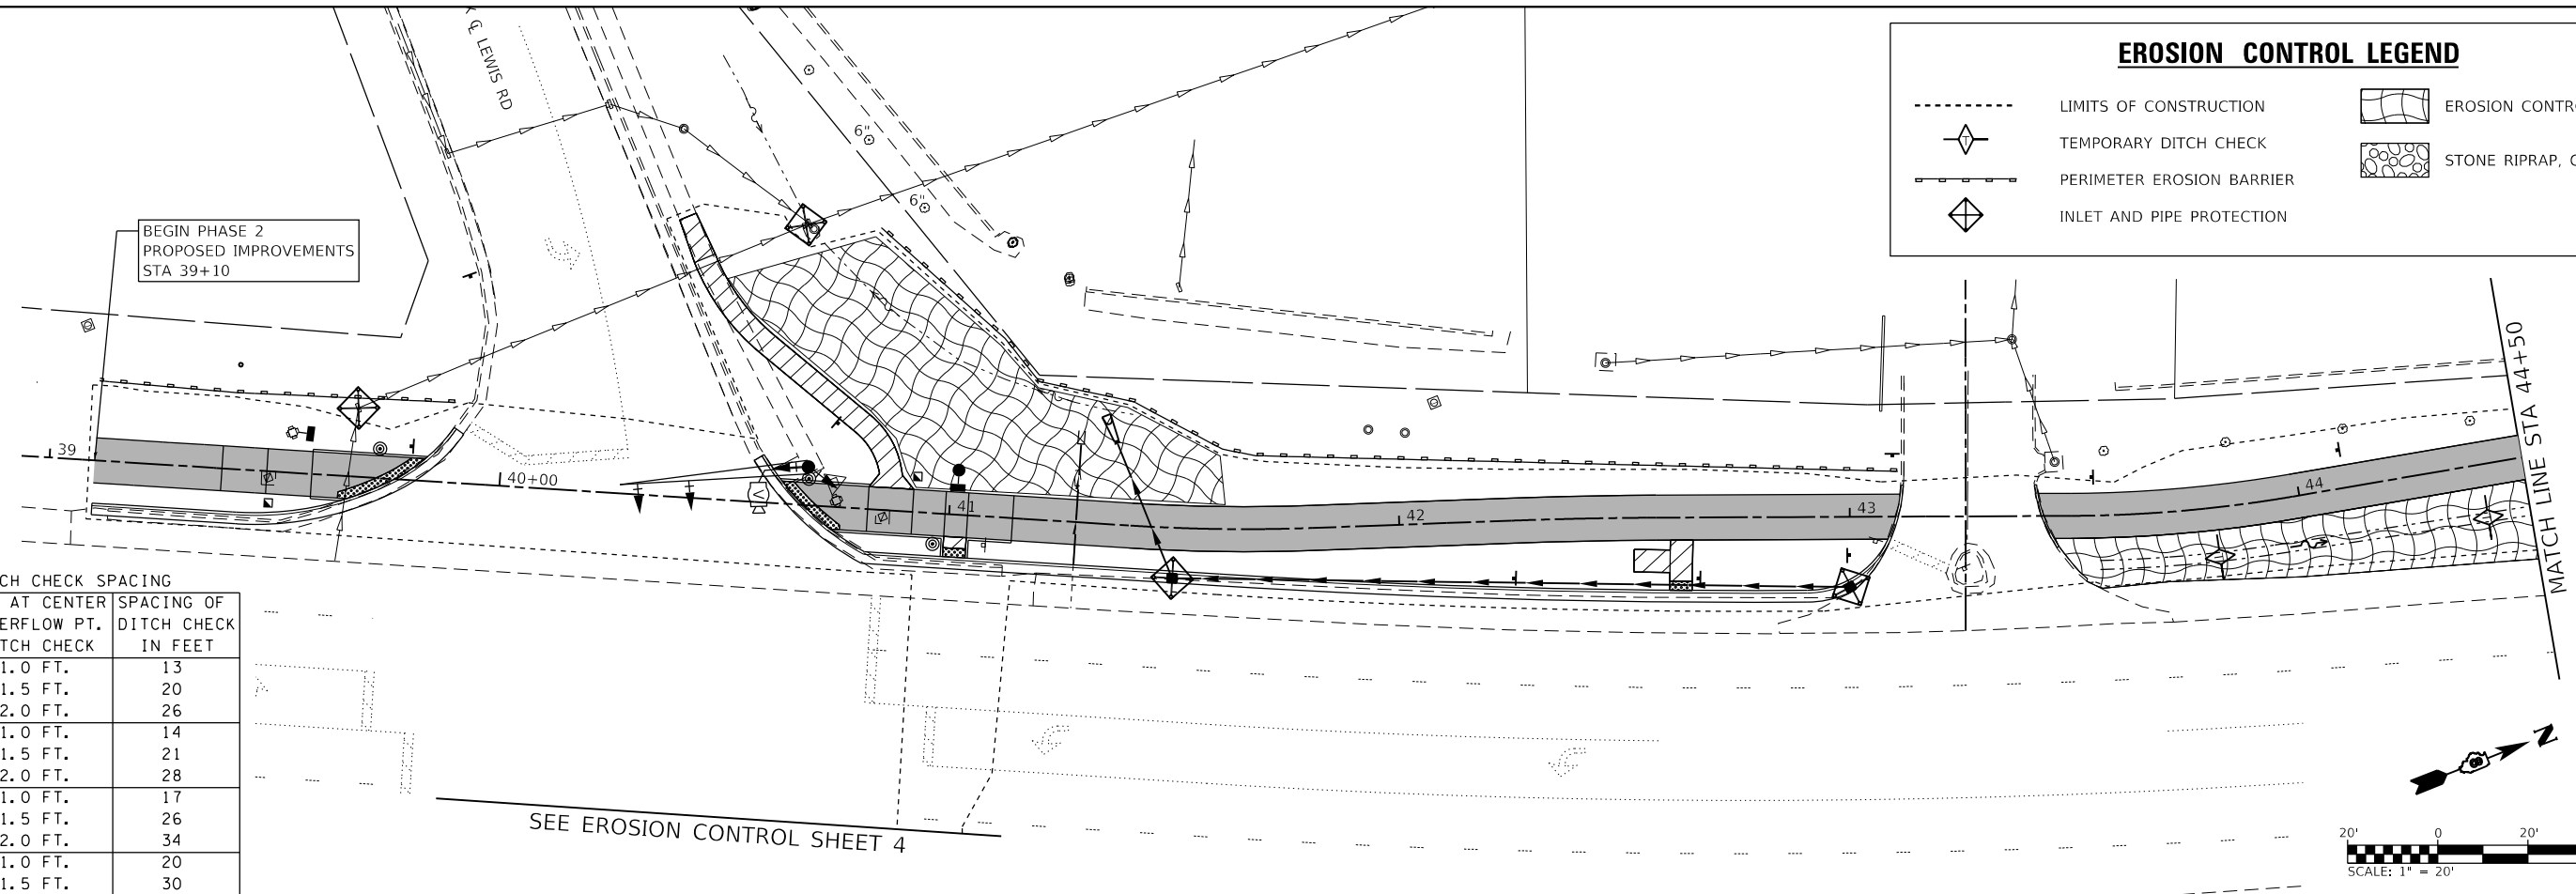 EROSION CONTROL LEGEND
LIMITS OF CONSTRUCTION
TEMPORARY DITCH CHECK
PERIMETER EROSION BARRIER
INLET AND PIPE PROTECTION
EROSION
STONE RIPRAP,
℄ LEWIS RD
6"
6"
BEGIN PHASE 2
PROPOSED IMPROVEMENTS
STA 39+10
39
40+00
41
42
43
44
MATCH LINE STA 44+50
CHECK SPACING
AT CENTER SPACING OF
PT. DITCH CHECK
CHECK IN FEET
1.0 FT. 13
1.5 FT. 20
2.0 FT. 26
1.0 FT. 14
1.5 FT. 21
2.0 FT. 28
1.0 FT. 17
1.5 FT. 26
2.0 FT. 34
1.0 FT. 20
1.5 FT. 30
SEE EROSION CONTROL SHEET 4
N
20' 0 20'
SCALE: 1" = 20'